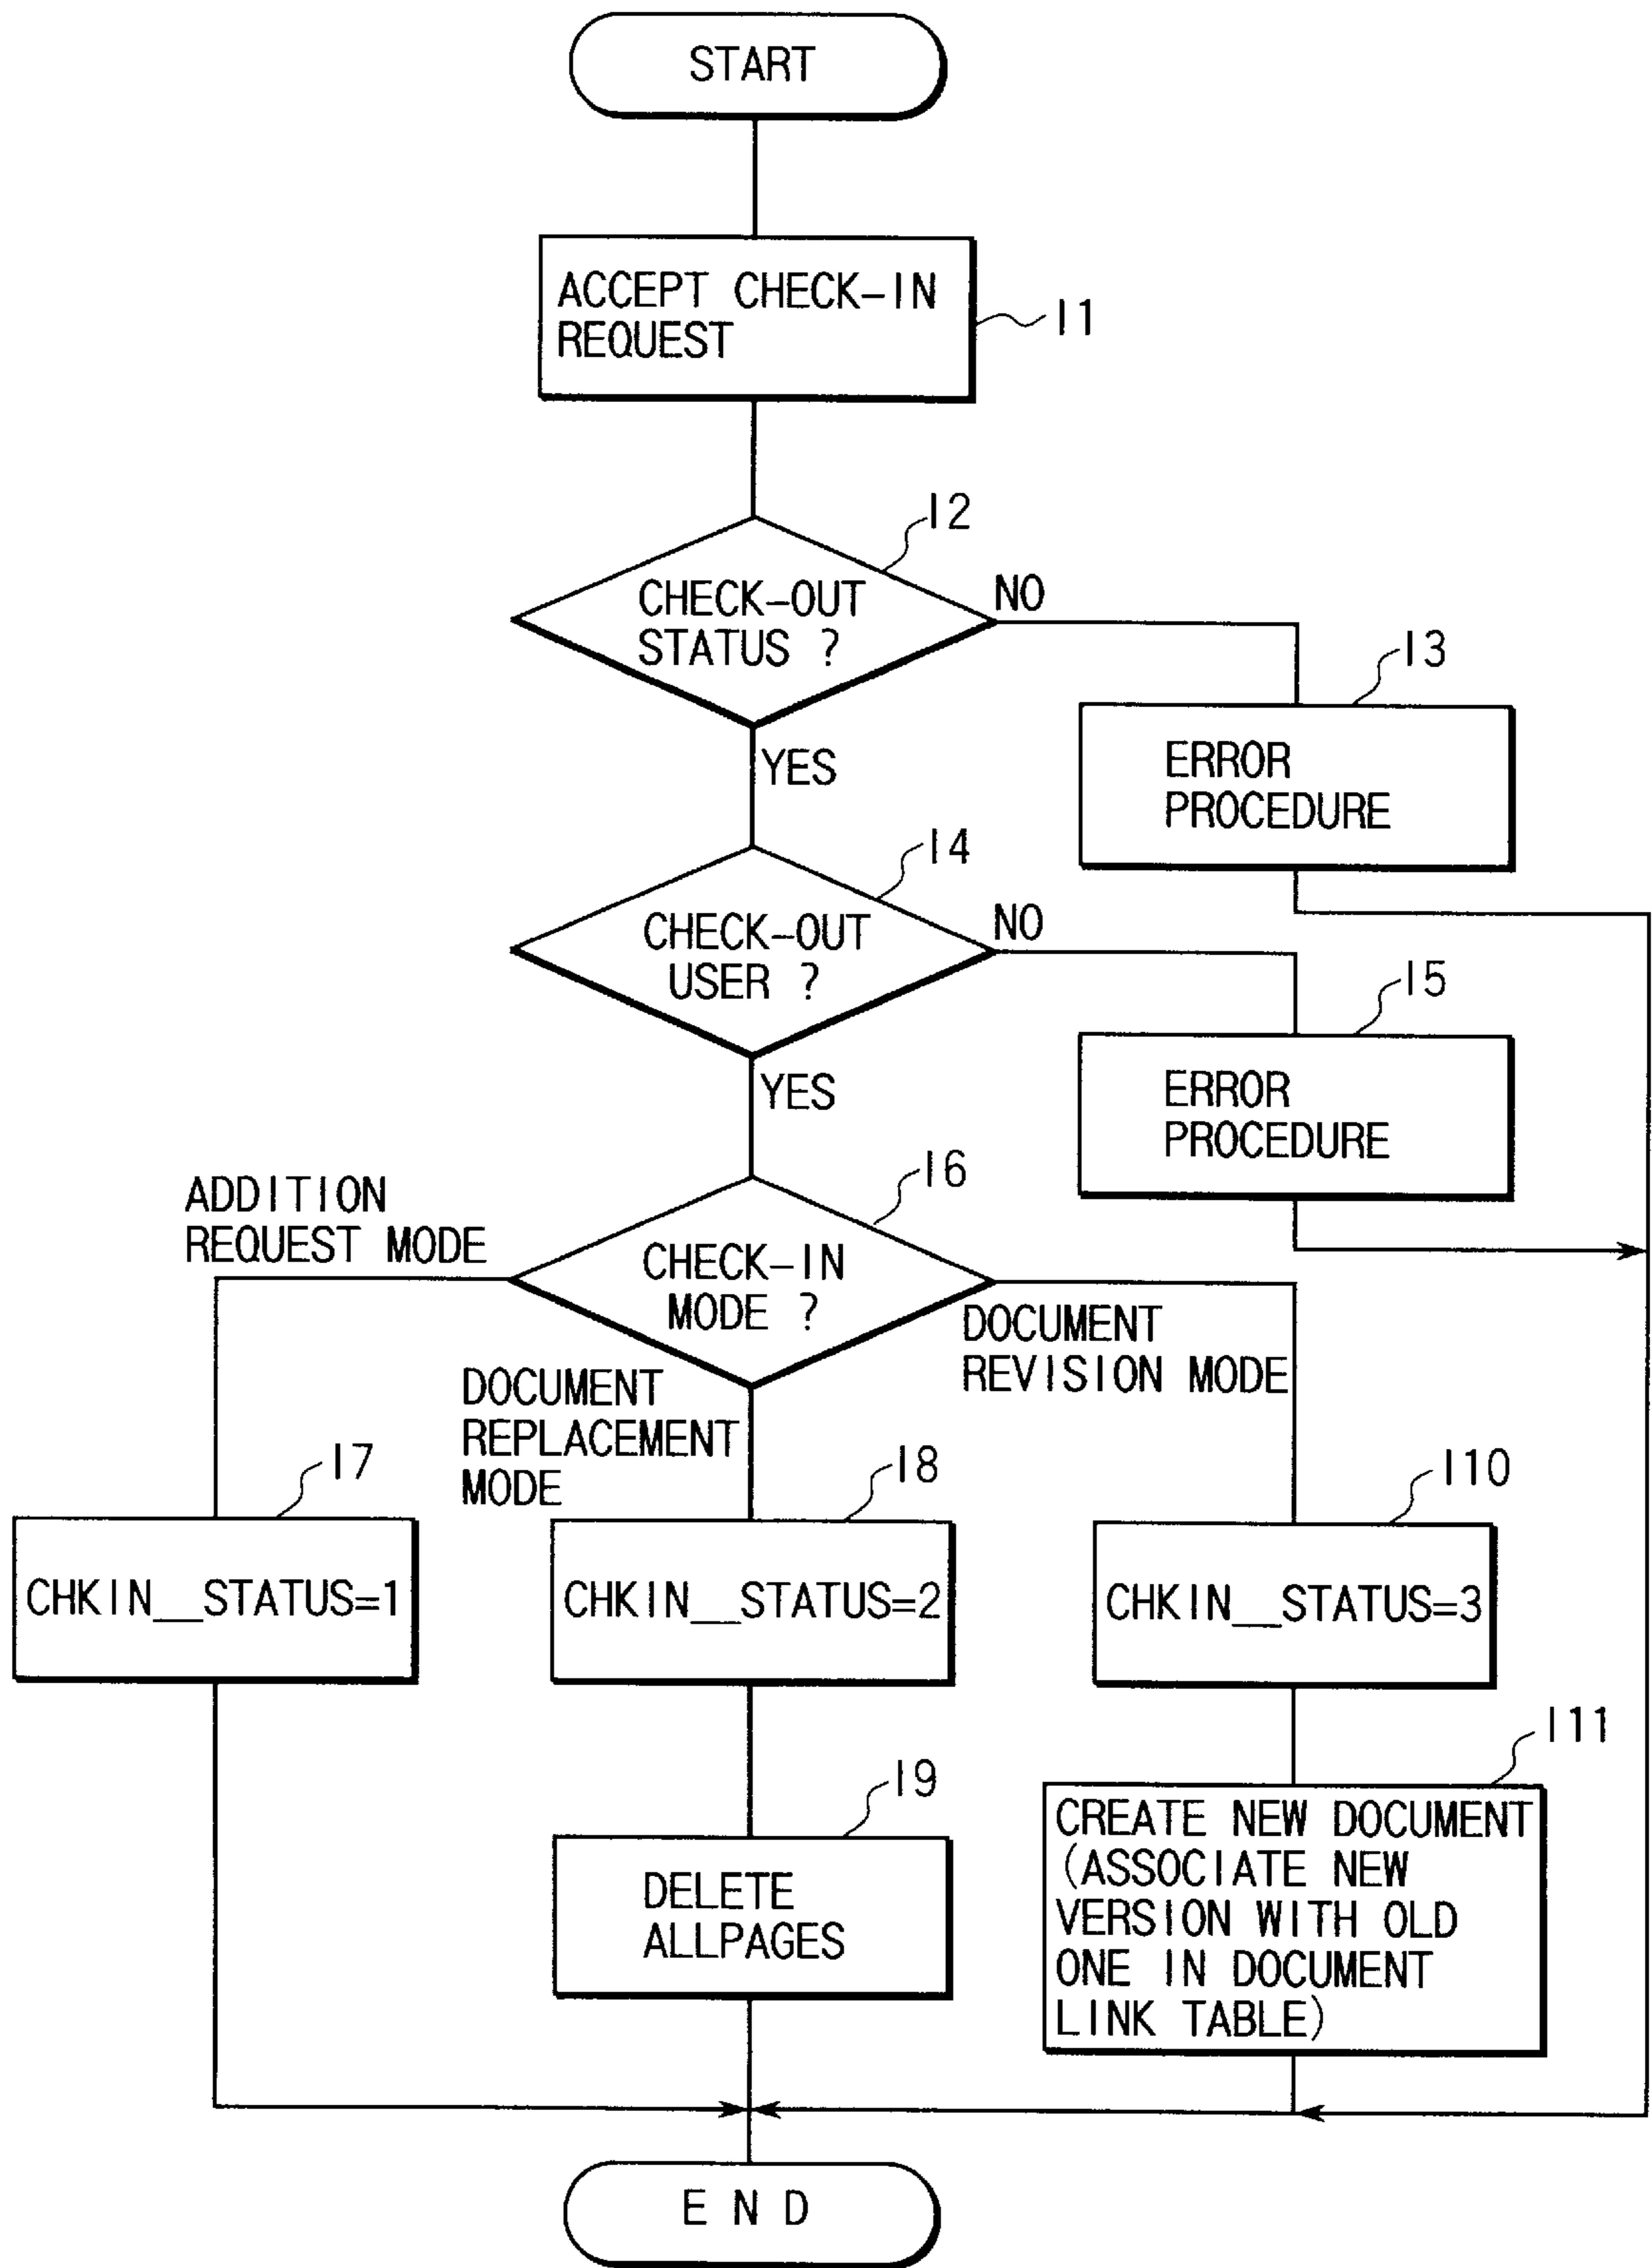 START
ACCEPT CHECK-IN
REQUEST
I1
I2
CHECK-OUT
STATUS ?
NO
I3
ERROR
PROCEDURE
YES
I4
CHECK-OUT
USER ?
NO
I5
ERROR
PROCEDURE
YES
I6
ADDITION
REQUEST MODE
CHECK-IN
MODE ?
DOCUMENT
REVISION MODE
DOCUMENT
REPLACEMENT
MODE
I7
CHKIN__STATUS=1
I8
CHKIN__STATUS=2
I10
CHKIN__STATUS=3
I9
DELETE
ALLPAGES
I11
CREATE NEW DOCUMENT
(ASSOCIATE NEW
VERSION WITH OLD
ONE IN DOCUMENT
LINK TABLE)
E N D